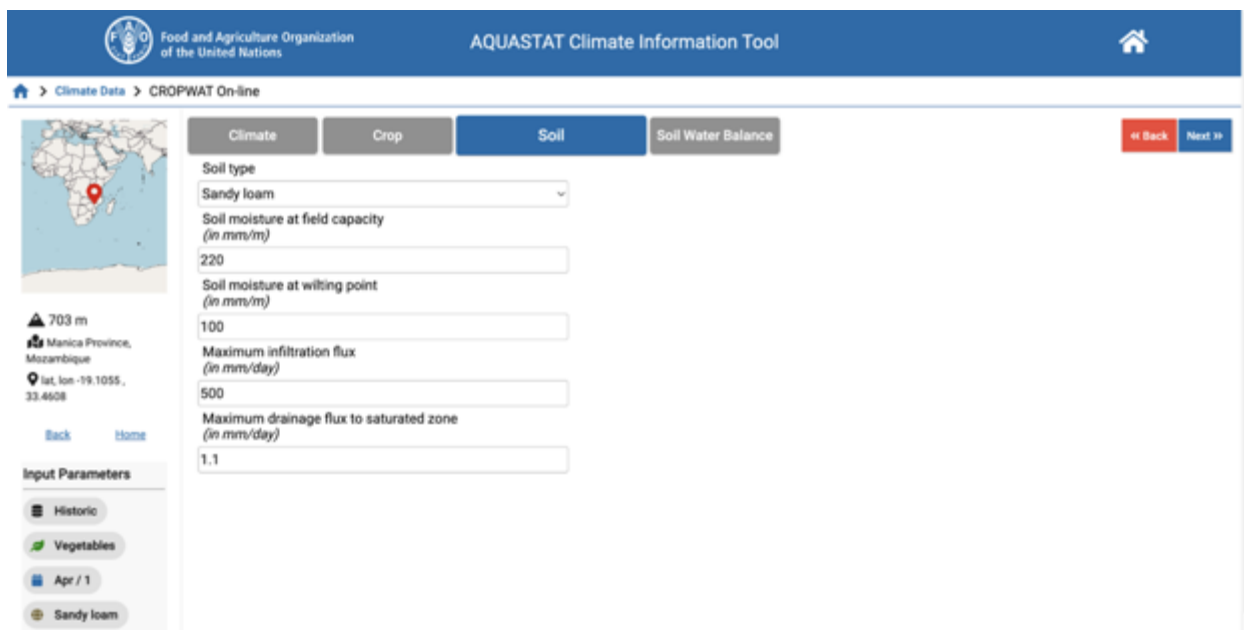 FAO
Food and Agriculture Organization
of the United Nations
AQUASTAT Climate Information Tool
> Climate Data > CROPWAT On-line
Climate
Crop
Soil
Soil Water Balance
« Back
Next »
Soil type
Sandy loam
Soil moisture at field capacity
(in mm/m)
220
Soil moisture at wilting point
(in mm/m)
100
Maximum infiltration flux
(in mm/day)
500
Maximum drainage flux to saturated zone
(in mm/day)
1.1
703 m
Manica Province,
Mozambique
lat, lon -19.1055 ,
33.4608
Back
Home
Input Parameters
Historic
Vegetables
Apr / 1
Sandy loam